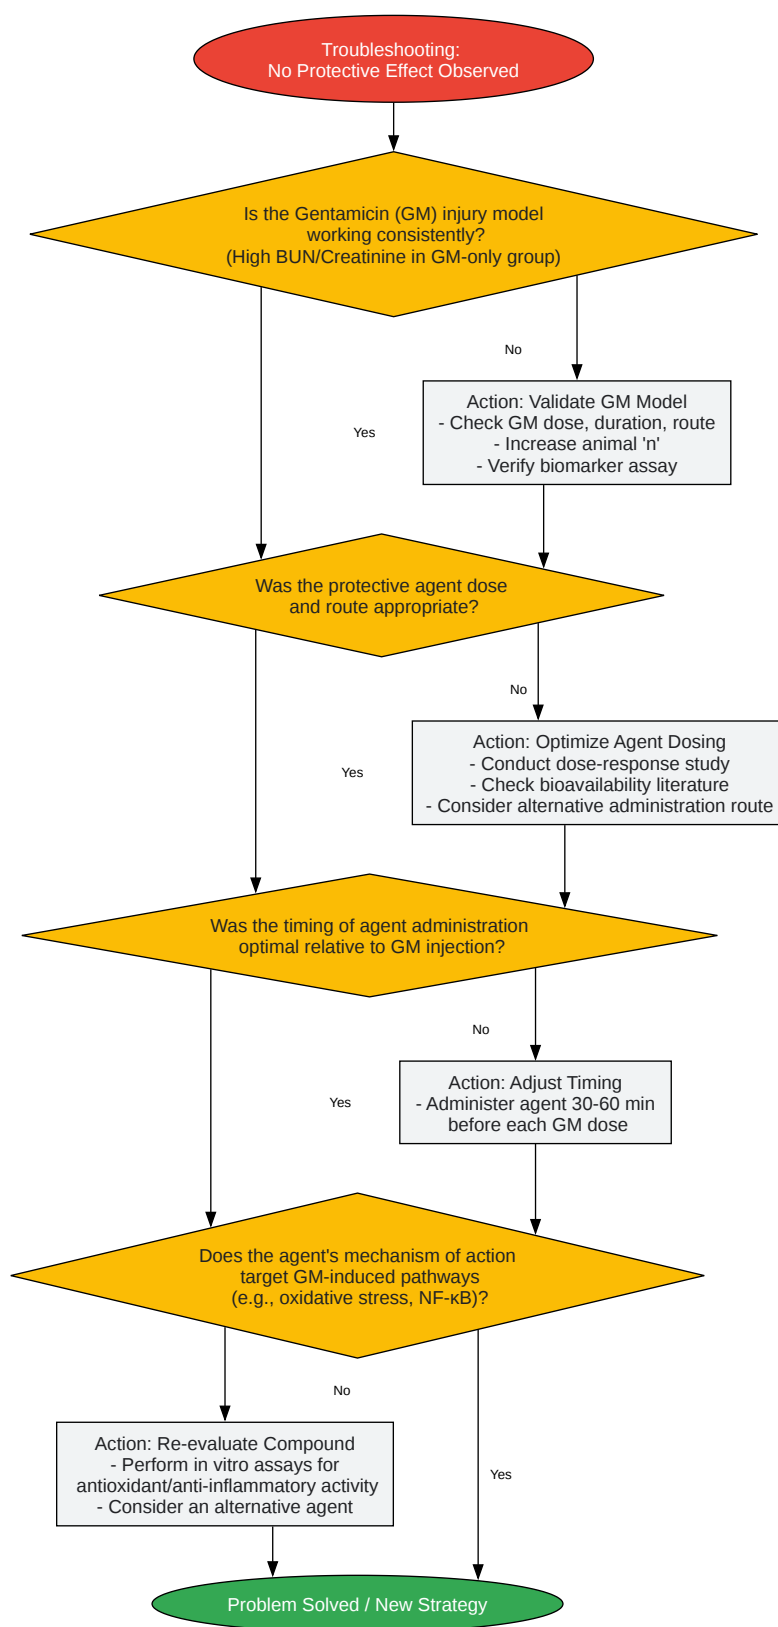 Troubleshooting:
No Protective Effect Observed
Is the Gentamicin (GM) injury model
working consistently?
(High BUN/Creatinine in GM-only group)
No
Action: Validate GM Model
- Check GM dose, duration, route
- Increase animal 'n'
- Verify biomarker assay
Yes
Was the protective agent dose
and route appropriate?
No
Action: Optimize Agent Dosing
- Conduct dose-response study
- Check bioavailability literature
- Consider alternative administration route
Yes
Was the timing of agent administration
optimal relative to GM injection?
No
Action: Adjust Timing
- Administer agent 30-60 min
before each GM dose
Yes
Does the agent's mechanism of action
target GM-induced pathways
(e.g., oxidative stress, NF-κB)?
No
Action: Re-evaluate Compound
- Perform in vitro assays for
antioxidant/anti-inflammatory activity
- Consider an alternative agent
Yes
Problem Solved / New Strategy